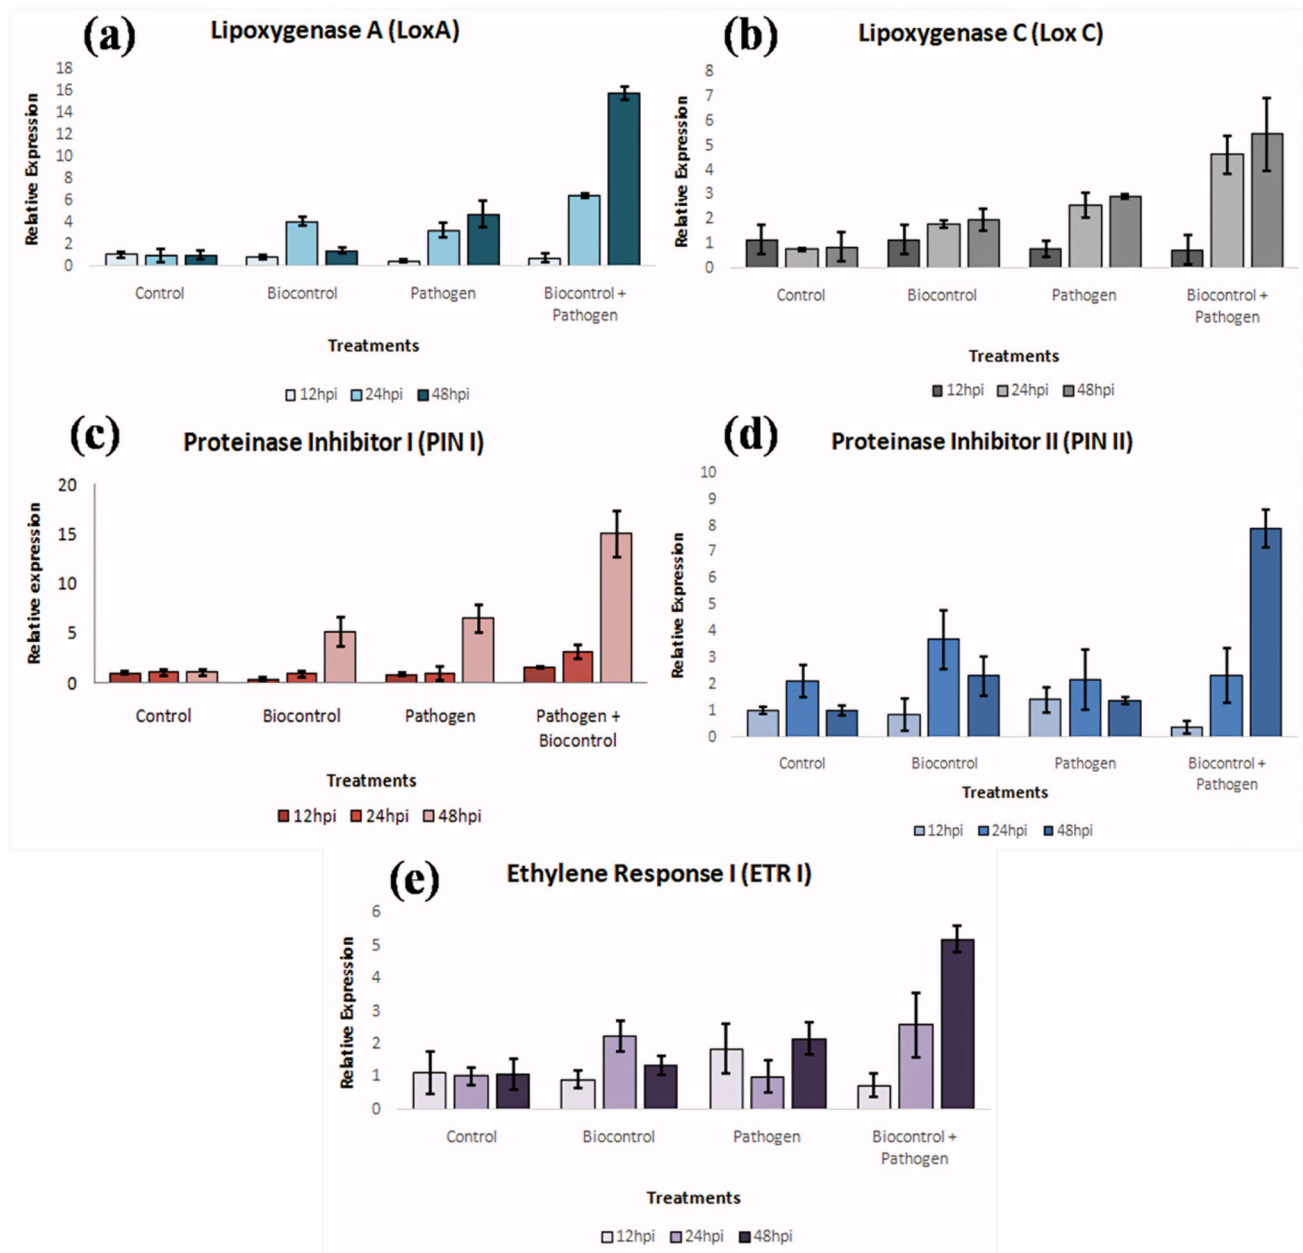 (a)
Lipoxygenase A (LoxA)
18
16
14
12
10
8
6
4
2
0
Relative Expression
Control
Biocontrol
Pathogen
Biocontrol +
Pathogen
Treatments
12hpi 24hpi 48hpi
(b)
Lipoxygenase C (Lox C)
8
7
6
5
4
3
2
1
0
Relative Expression
Control
Biocontrol
Pathogen
Biocontrol +
Pathogen
Treatments
12hpi 24hpi 48hpi
(c)
Proteinase Inhibitor I (PIN I)
20
15
10
5
0
Relative expression
Control
Biocontrol
Pathogen
Pathogen +
Biocontrol
Treatments
12hpi 24hpi 48hpi
(d)
Proteinase Inhibitor II (PIN II)
10
9
8
7
6
5
4
3
2
1
0
Relative Expression
Control
Biocontrol
Pathogen
Biocontrol +
Pathogen
Treatments
12hpi 24hpi 48hpi
(e)
Ethylene Response I (ETR I)
6
5
4
3
2
1
0
Relative Expression
Control
Biocontrol
Pathogen
Biocontrol +
Pathogen
Treatments
12hpi 24hpi 48hpi